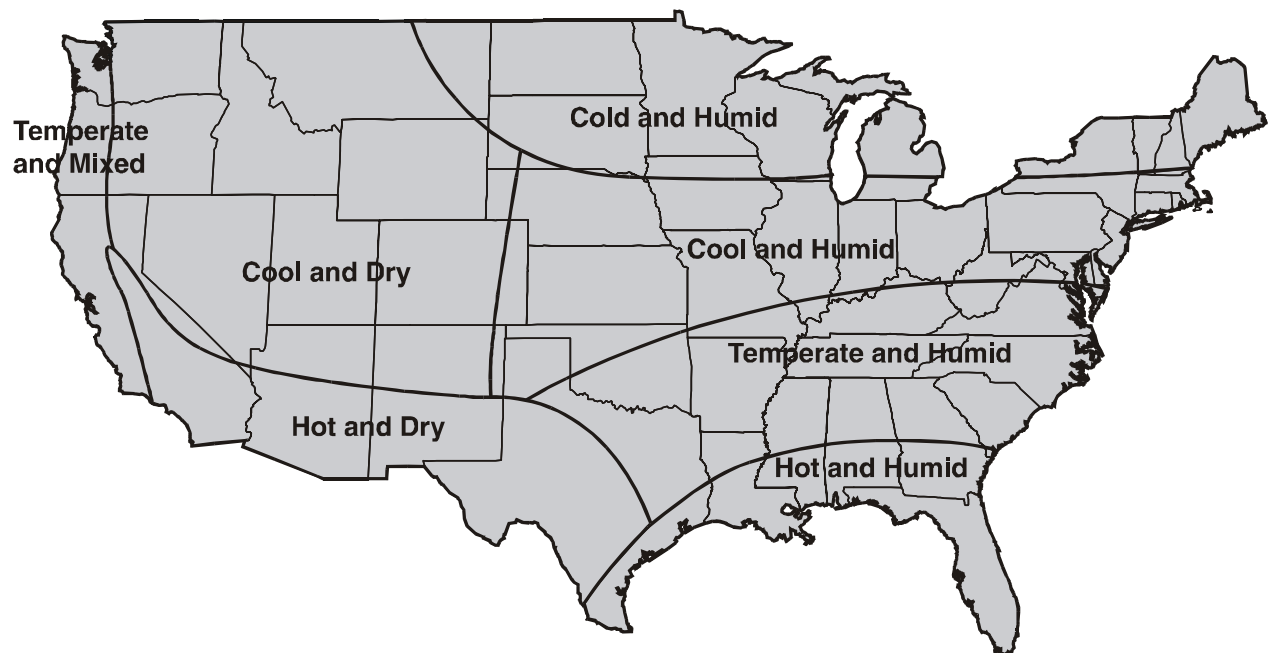 Cold and Humid
Temperate
and Mixed
Cool and Humid
Cool and Dry
Temperate and Humid
Hot and Dry
Hot and Humid